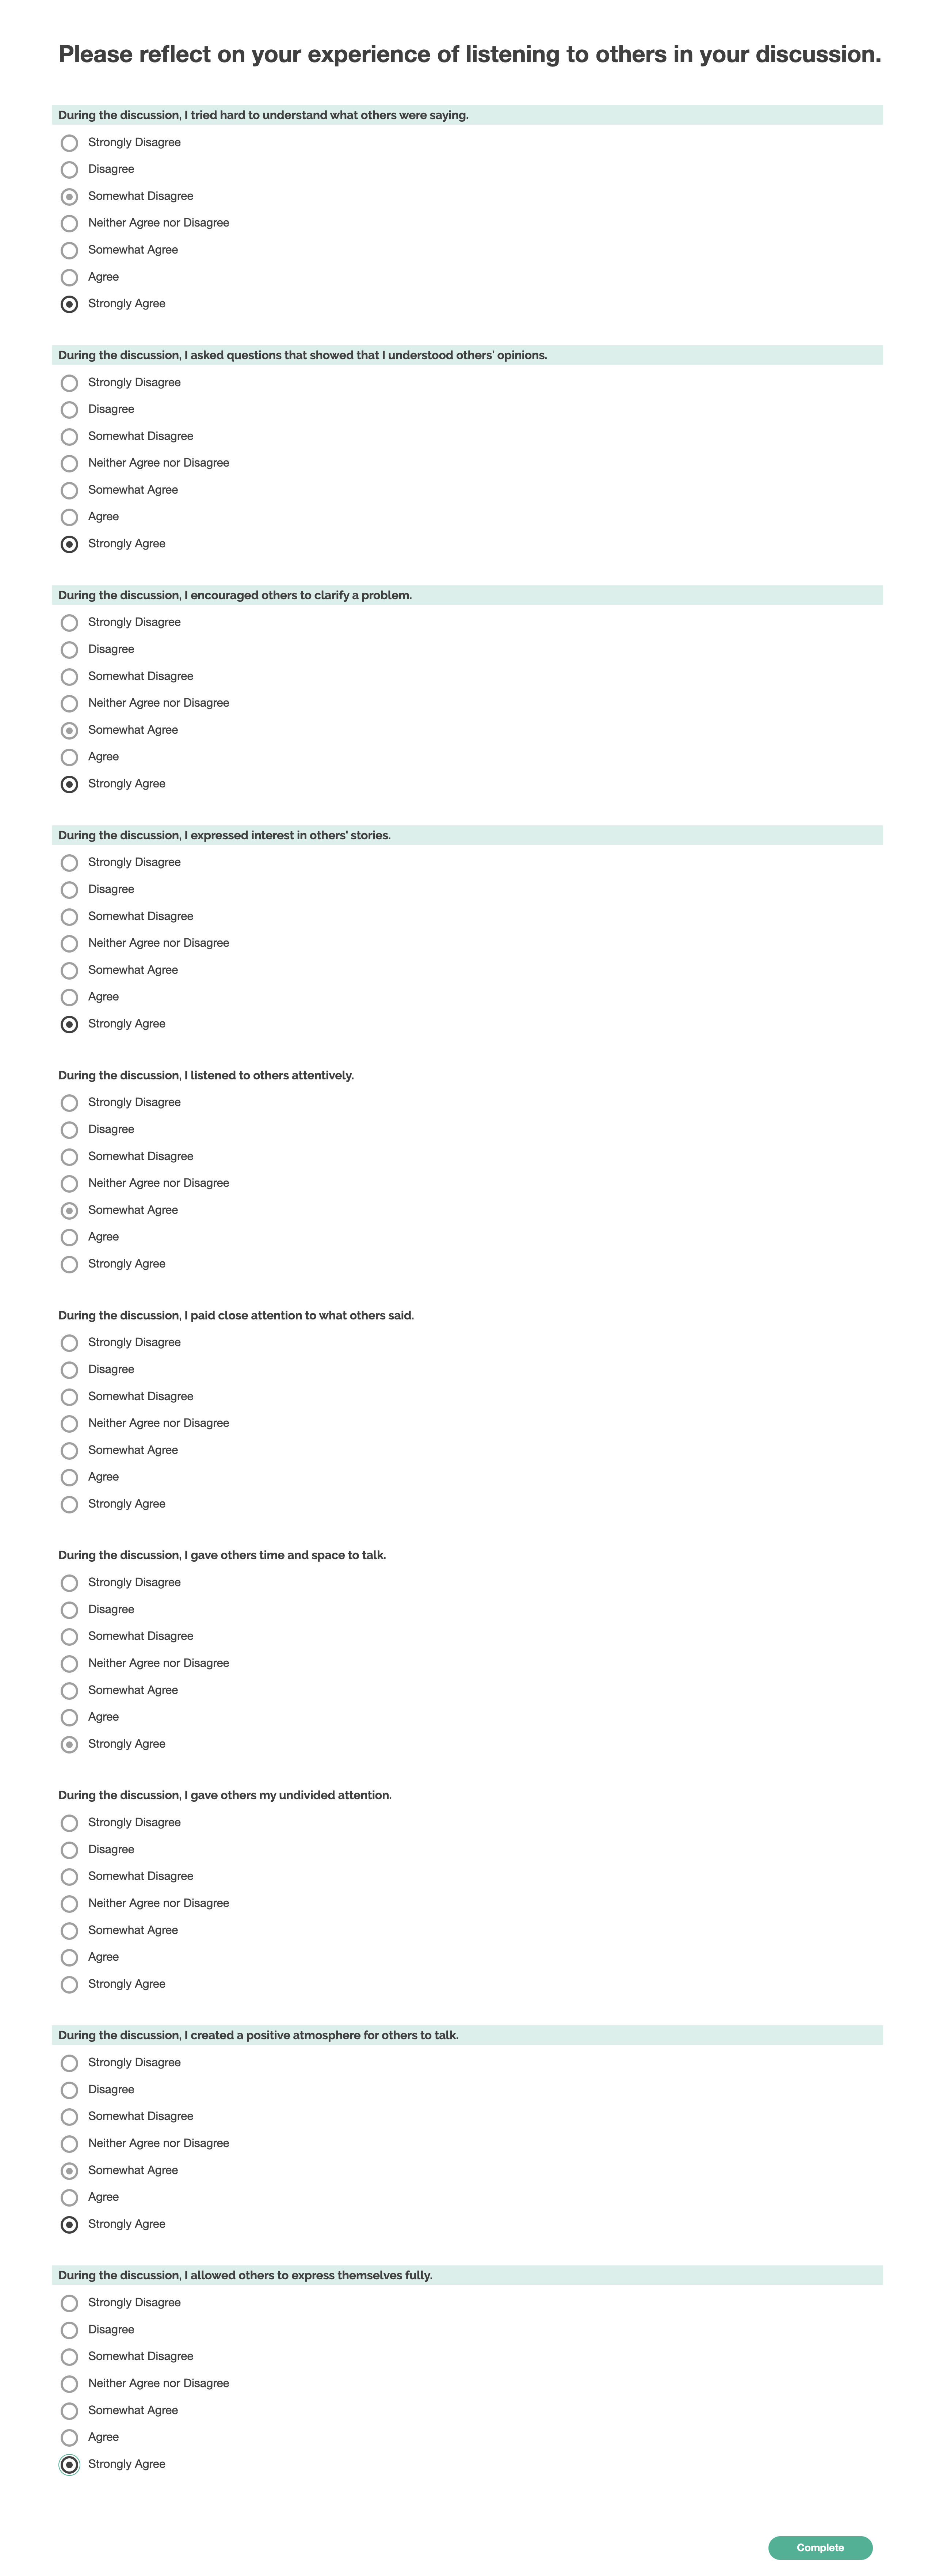 Please reflect on your experience of listening to others in your discussion.
During the discussion, I tried hard to understand what others were saying.
Strongly Disagree
Disagree
Somewhat Disagree
Neither Agree nor Disagree
Somewhat Agree
Agree
Strongly Agree
During the discussion, I asked questions that showed that I understood others' opinions.
Strongly Disagree
Disagree
Somewhat Disagree
Neither Agree nor Disagree
Somewhat Agree
Agree
Strongly Agree
During the discussion, I encouraged others to clarify a problem.
Strongly Disagree
Disagree
Somewhat Disagree
Neither Agree nor Disagree
Somewhat Agree
Agree
Strongly Agree
During the discussion, I expressed interest in others' stories.
Strongly Disagree
Disagree
Somewhat Disagree
Neither Agree nor Disagree
Somewhat Agree
Agree
Strongly Agree
During the discussion, I listened to others attentively.
Strongly Disagree
Disagree
Somewhat Disagree
Neither Agree nor Disagree
Somewhat Agree
Agree
Strongly Agree
During the discussion, I paid close attention to what others said.
Strongly Disagree
Disagree
Somewhat Disagree
Neither Agree nor Disagree
Somewhat Agree
Agree
Strongly Agree
During the discussion, I gave others time and space to talk.
Strongly Disagree
Disagree
Somewhat Disagree
Neither Agree nor Disagree
Somewhat Agree
Agree
Strongly Agree
During the discussion, I gave others my undivided attention.
Strongly Disagree
Disagree
Somewhat Disagree
Neither Agree nor Disagree
Somewhat Agree
Agree
Strongly Agree
During the discussion, I created a positive atmosphere for others to talk.
Strongly Disagree
Disagree
Somewhat Disagree
Neither Agree nor Disagree
Somewhat Agree
Agree
Strongly Agree
During the discussion, I allowed others to express themselves fully.
Strongly Disagree
Disagree
Somewhat Disagree
Neither Agree nor Disagree
Somewhat Agree
Agree
Strongly Agree
Complete